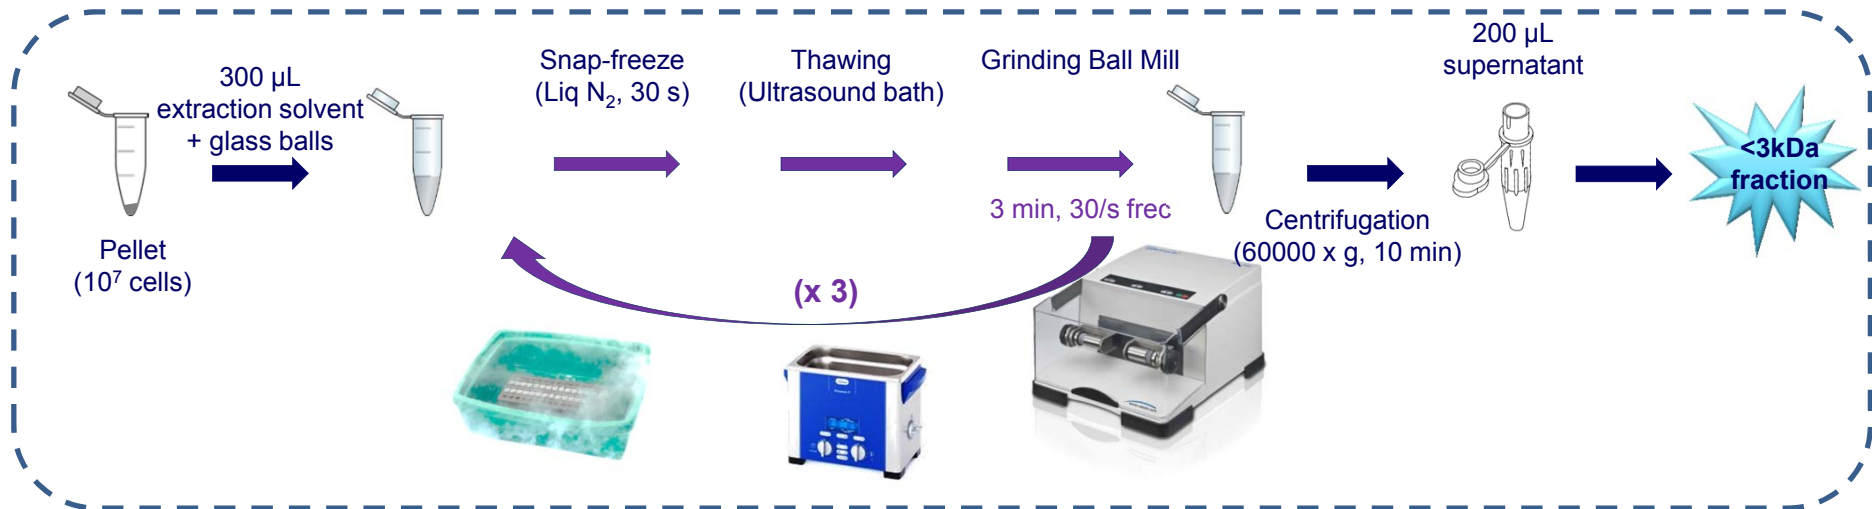 300 µL
extraction solvent
+ glass balls
Pellet
(10⁷ cells)
Snap-freeze
(Liq N₂, 30 s)
Thawing
(Ultrasound bath)
Grinding Ball Mill
3 min, 30/s frec
(x 3)
Centrifugation
(60000 x g, 10 min)
200 µL
supernatant
<3kDa
fraction